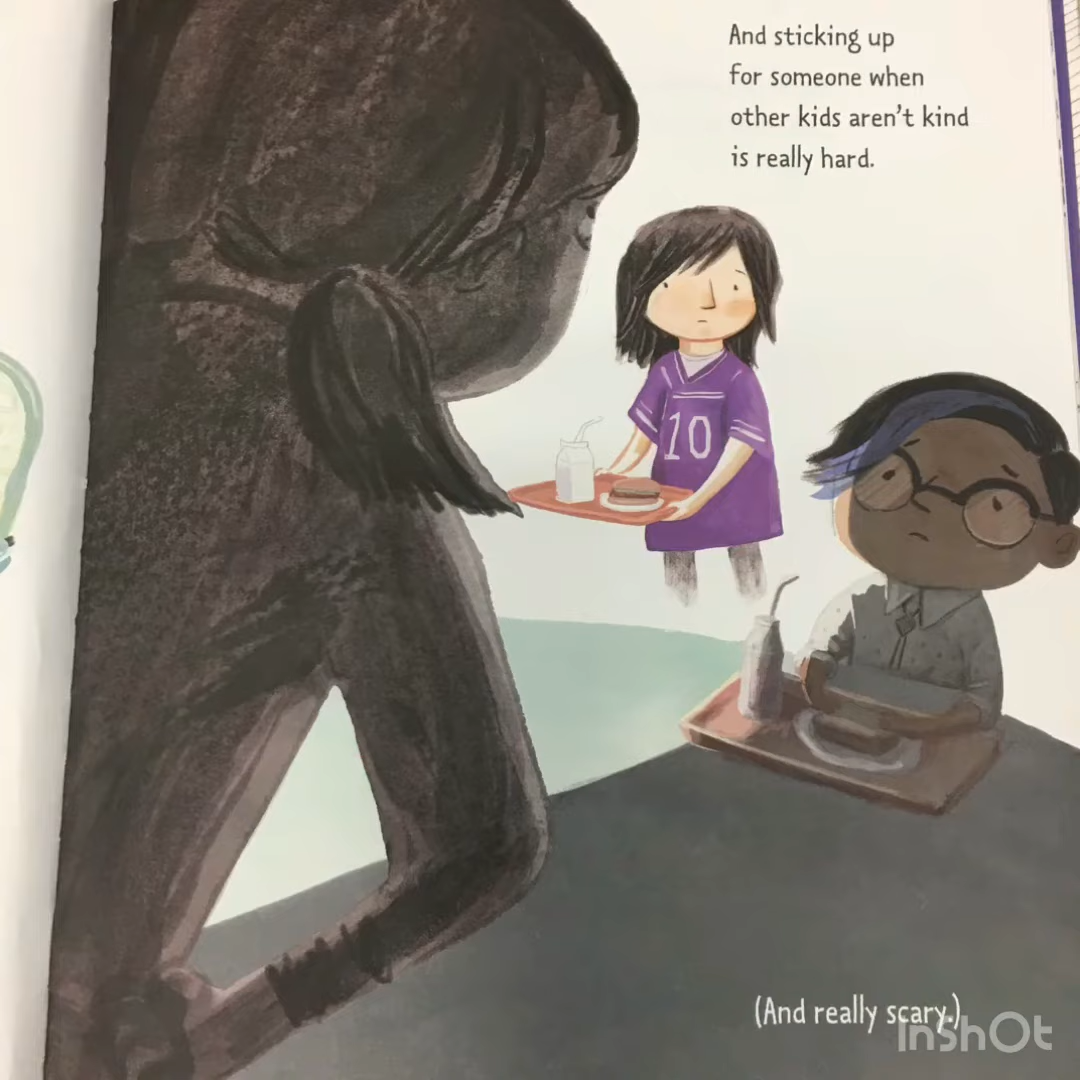 And sticking up
for someone when
other kids aren't kind
is really hard.
10
(And really scary.)
InShOt